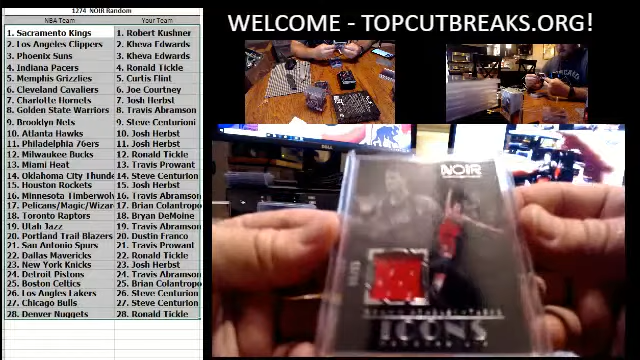 1274 NOIR Random
NBA Team Your Team
1. Sacramento Kings 1. Robert Kushner
2. Los Angeles Clippers 2. Kheva Edwards
3. Phoenix Suns 3. Kheva Edwards
4. Indiana Pacers 4. Ronald Tickle
5. Memphis Grizzlies 5. Curtis Flint
6. Cleveland Cavaliers 6. Joe Courtney
7. Charlotte Hornets 7. Josh Herbst
8. Golden State Warriors 8. Travis Abramson
9. Brooklyn Nets 9. Steve Centurioni
10. Atlanta Hawks 10. Josh Herbst
11. Philadelphia 76ers 11. Josh Herbst
12. Milwaukee Bucks 12. Ronald Tickle
13. Miami Heat 13. Travis Prowant
14. Oklahoma City Thunde 14. Steve Centurion
15. Houston Rockets 15. Josh Herbst
16. Minnesota Timberwolv 16. Travis Abramson
17. Pelicans/Magic/Wizar 17. Brian Colantrop
18. Toronto Raptors 18. Bryan DeMoine
19. Utah Jazz 19. Travis Abramson
20. Portland Trail Blazers 20. Dustin Franco
21. San Antonio Spurs 21. Travis Prowant
22. Dallas Mavericks 22. Ronald Tickle
23. New York Knicks 23. Josh Herbst
24. Detroit Pistons 24. Travis Abramson
25. Boston Celtics 25. Brian Colantrop
26. Los Angeles Lakers 26. Steve Centurion
27. Chicago Bulls 27. Steve Centurion
28. Denver Nuggets 28. Ronald Tickle
WELCOME - TOPCUTBREAKS.ORG!
NOIR
ICONS